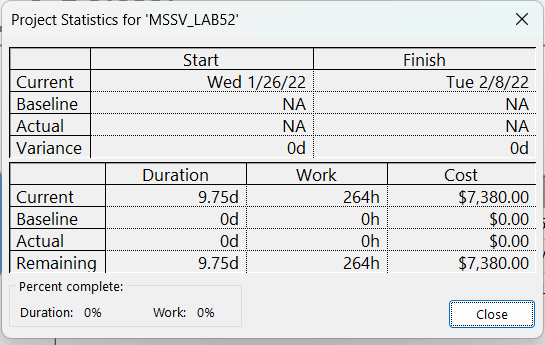 Project Statistics for 'MSSV_LAB52'
Start Finish
Current Wed 1/26/22 Tue 2/8/22
Baseline NA NA
Actual NA NA
Variance 0d 0d
Duration Work Cost
Current 9.75d 264h $7,380.00
Baseline 0d 0h $0.00
Actual 0d 0h $0.00
Remaining 9.75d 264h $7,380.00
Percent complete:
Duration: 0% Work: 0% Close